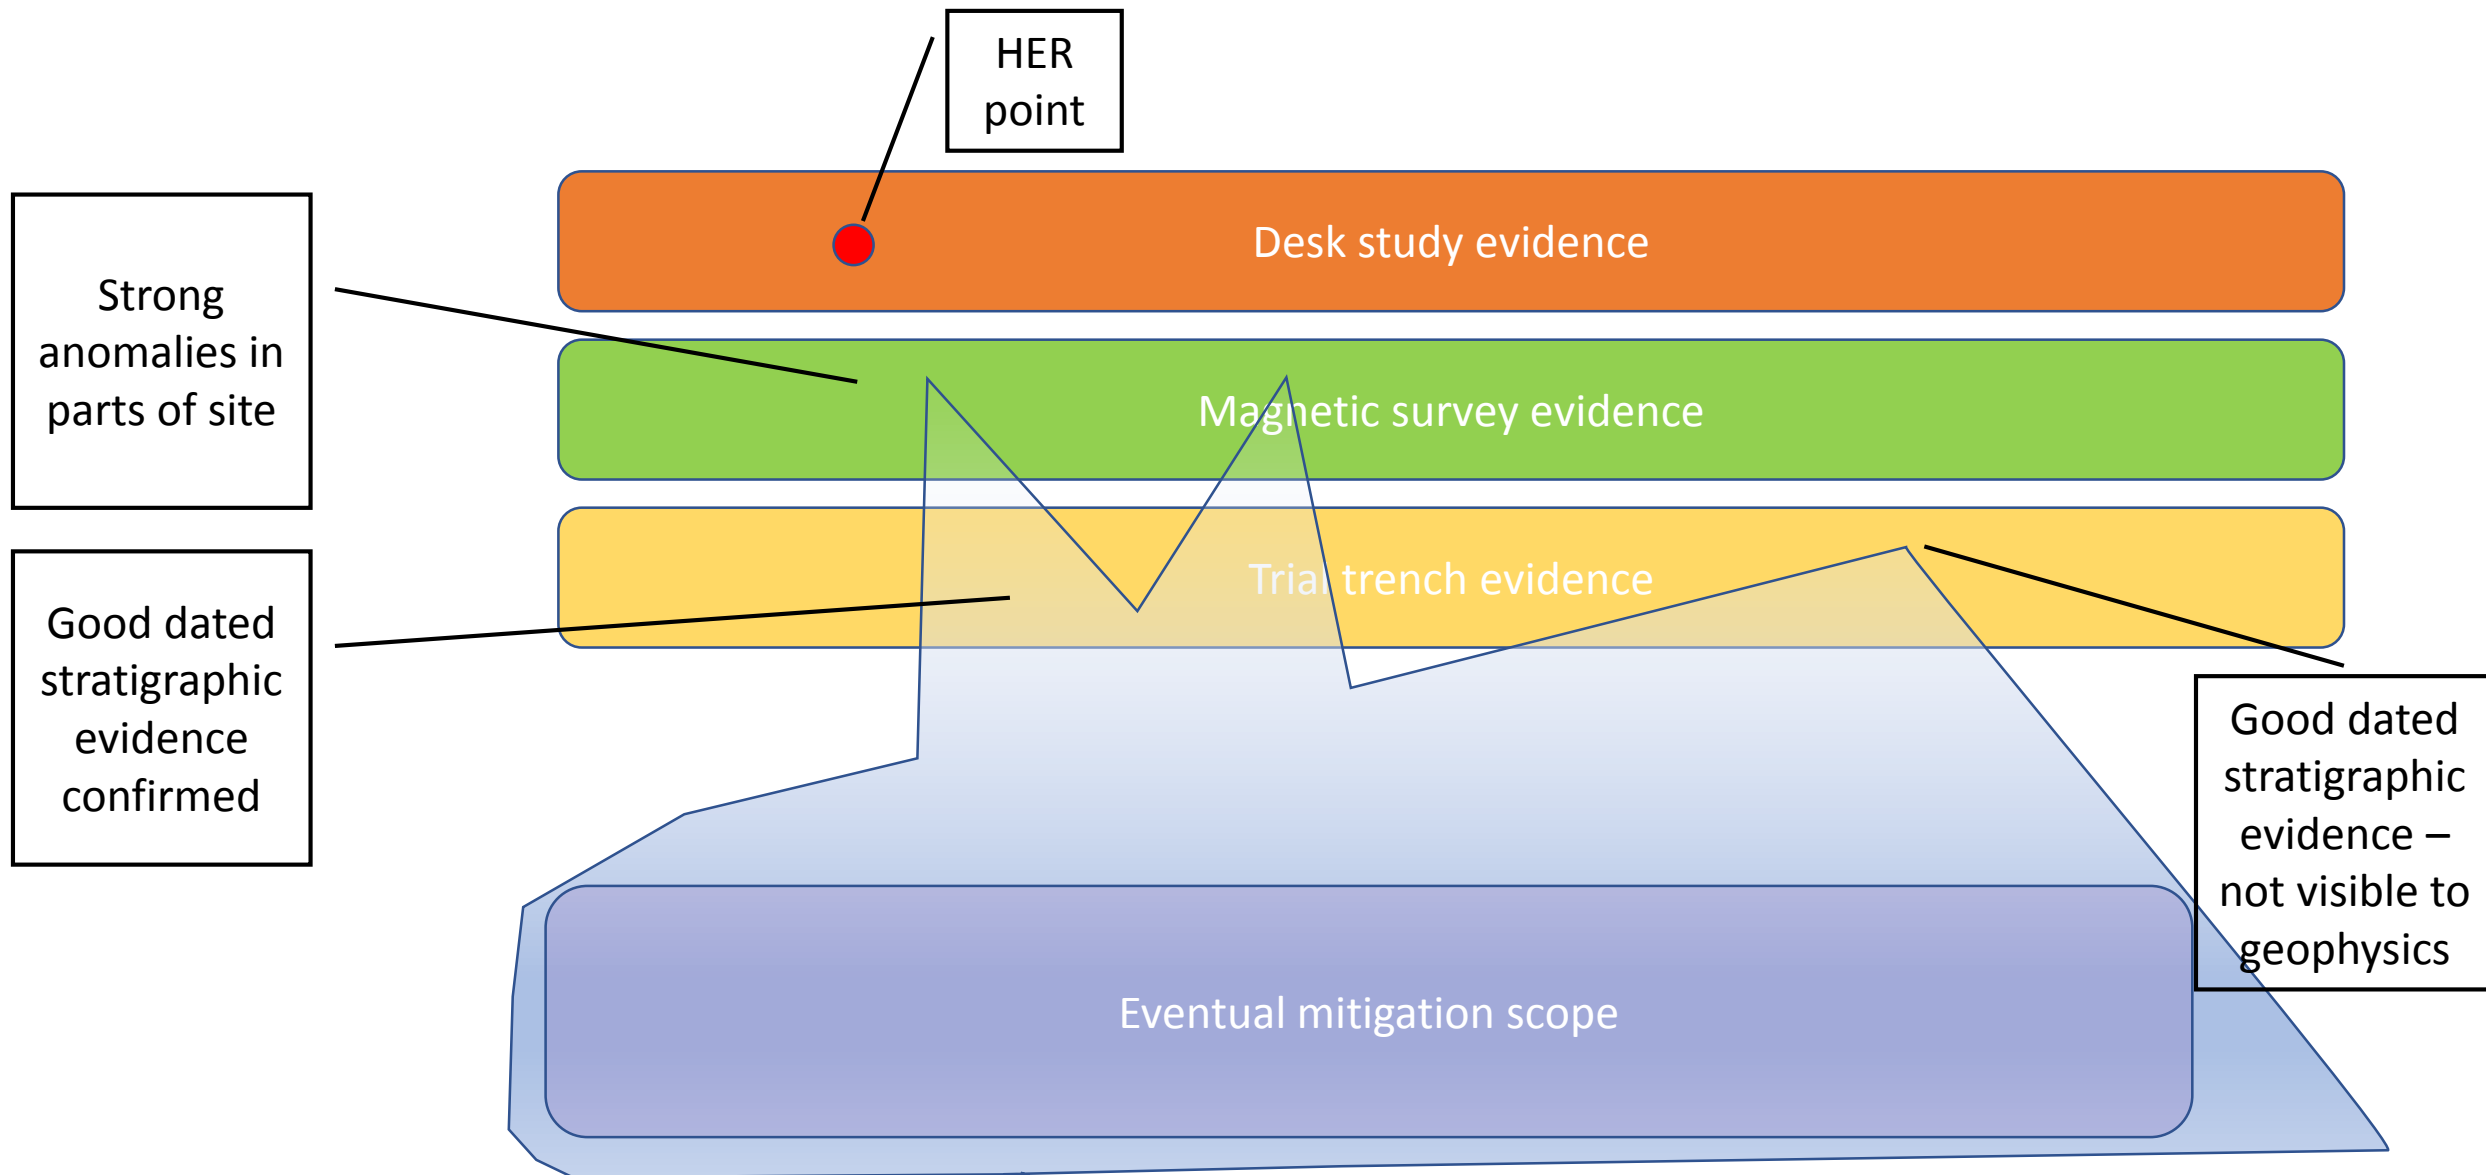 HER
point
Desk study evidence
Strong
anomalies in
parts of site
Magnetic survey evidence
Trial trench evidence
Good dated
stratigraphic
evidence
confirmed
Good dated
stratigraphic
evidence –
not visible to
geophysics
Eventual mitigation scope